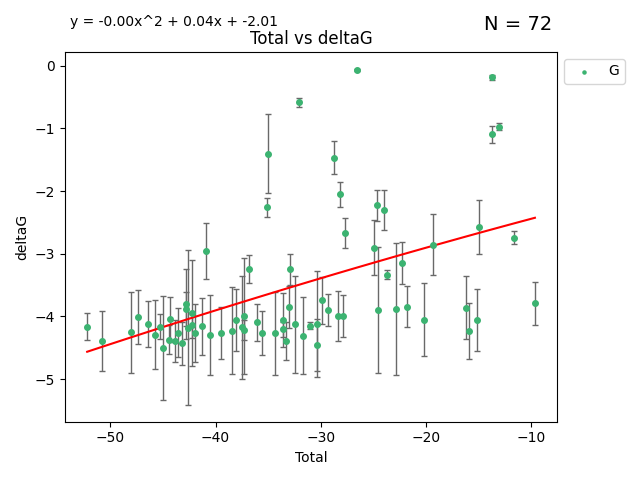 y = -0.00x^2 + 0.04x + -2.01
N = 72
Total vs deltaG
G
deltaG
0
−1
−2
−3
−4
−5
−50
−40
−30
−20
−10
Total